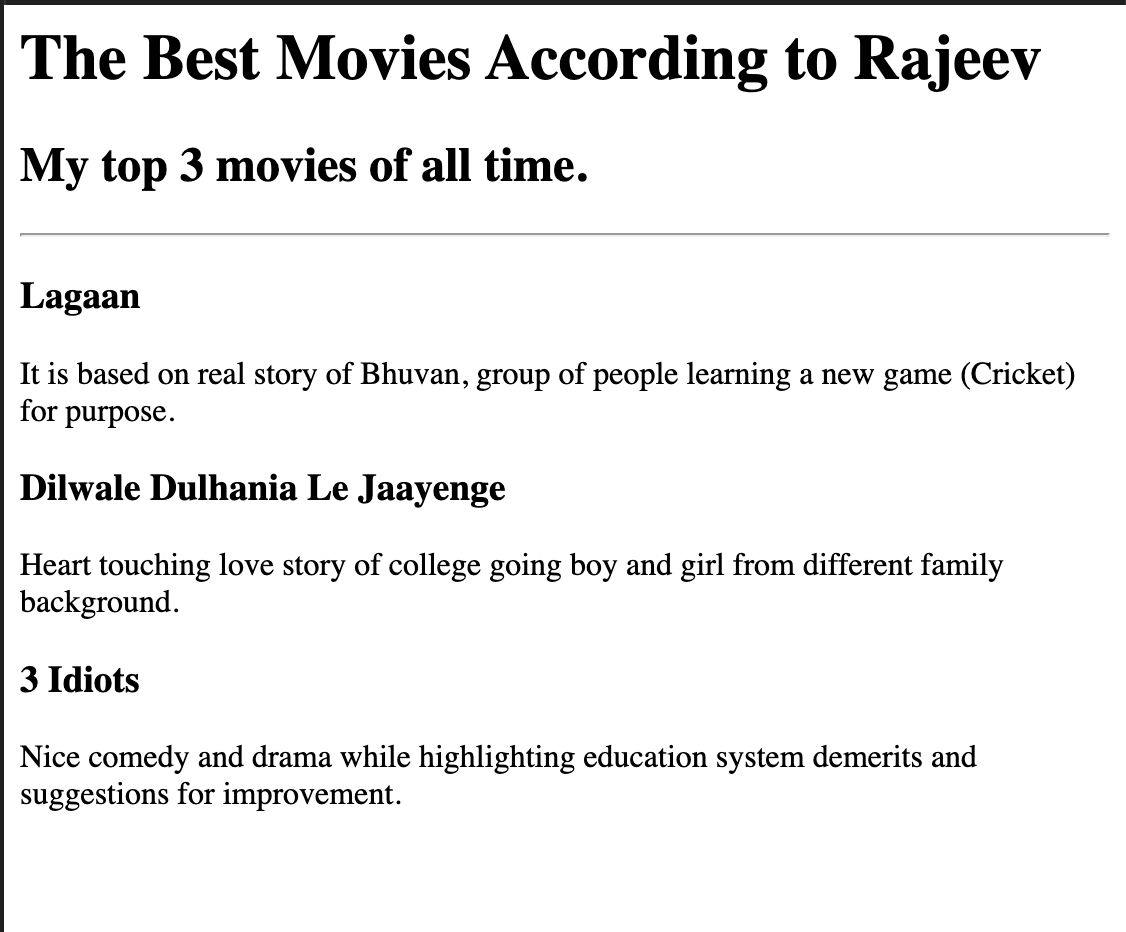 The Best Movies According to Rajeev
My top 3 movies of all time.
Lagaan
It is based on real story of Bhuvan, group of people learning a new game (Cricket)
for purpose.
Dilwale Dulhania Le Jaayenge
Heart touching love story of college going boy and girl from different family
background.
3 Idiots
Nice comedy and drama while highlighting education system demerits and
suggestions for improvement.